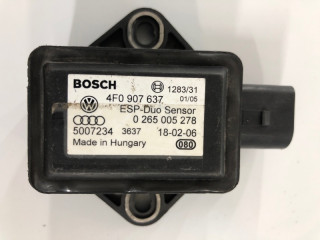 BOSCH 1283/31
4F0 907 637 01/05
ESP-Duo Sensor
0 265 005 278
5007234 3637 18-02-06
Made in Hungary 080